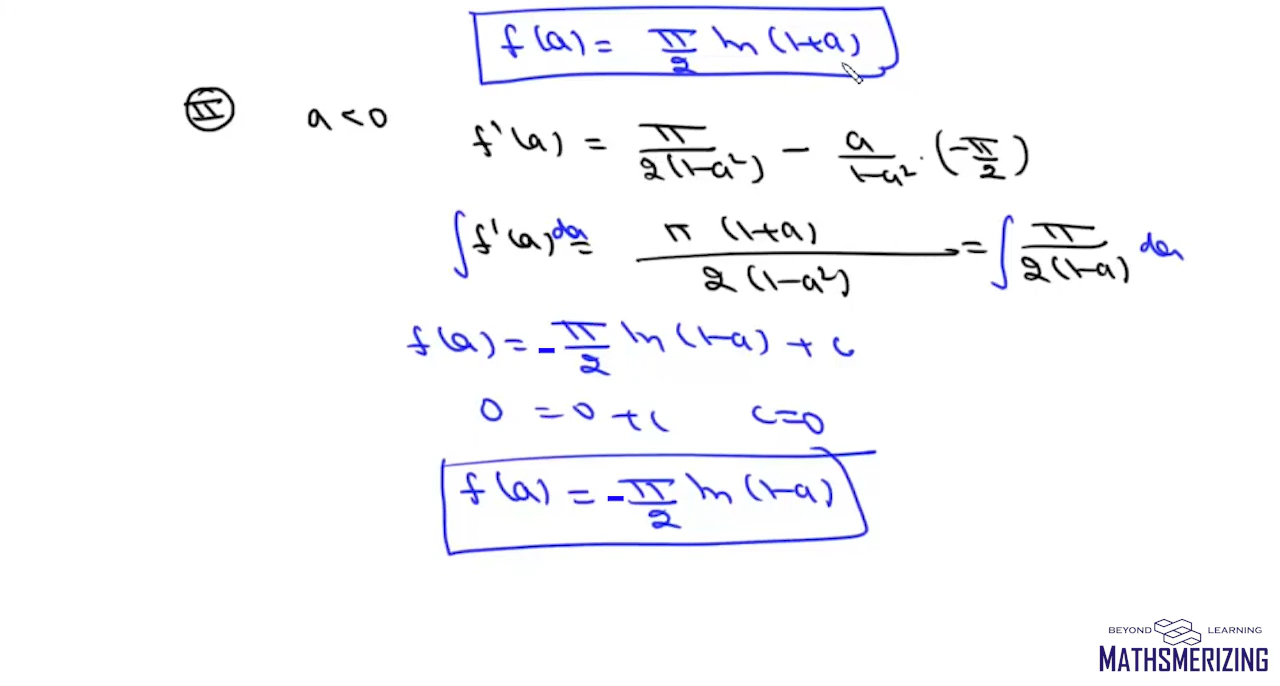 f(a) = π/2 ln(1+a)
II a<0 f'(a) = π/2(1-a²) - a/1-a² · (-π/2)
∫f'(a)da = π(1+a)/2(1-a²) = ∫π/2(1-a) da
f(a) = -π/2 ln(1-a) + c
0 = 0 + c c=0
f(a) = -π/2 ln(1-a)
BEYOND LEARNING
MATHSMERIZING